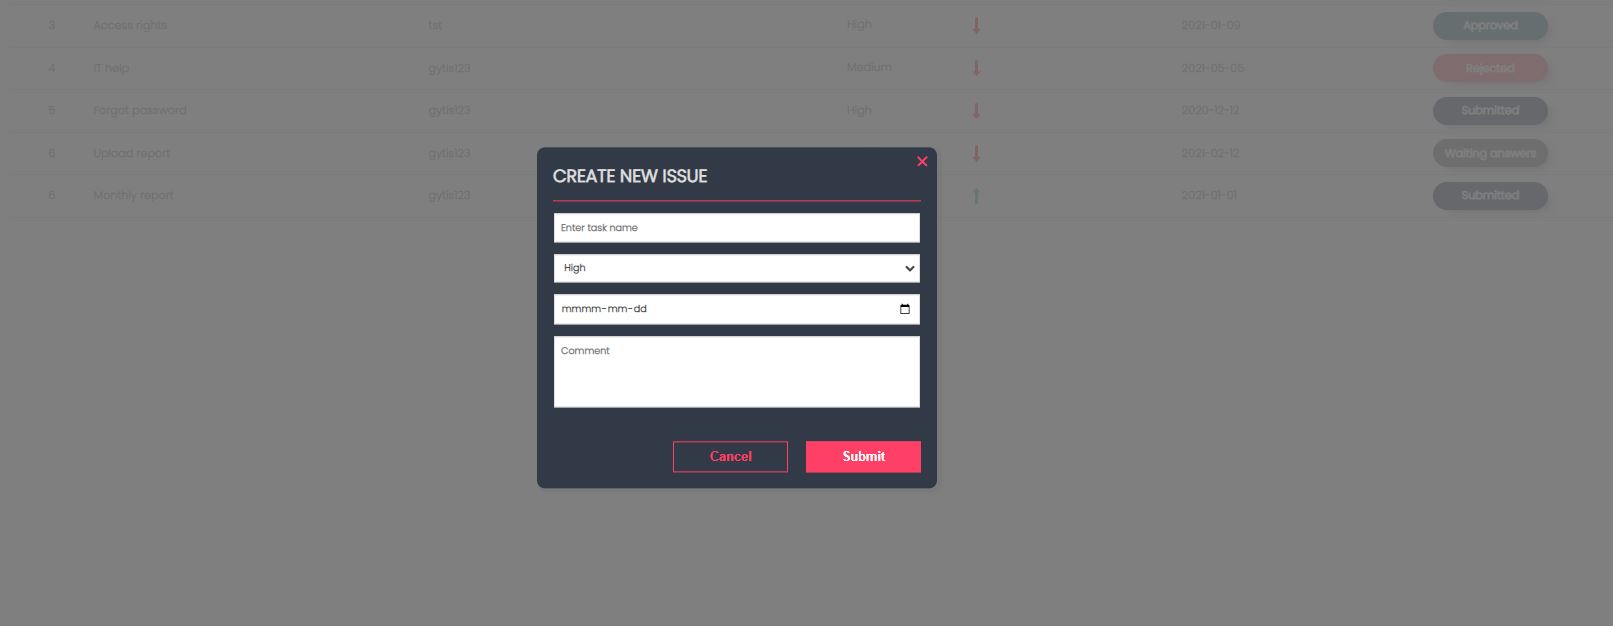 3 Access rights tst High 2021-01-09 Approved
4 IT help gytis123 Medium 2021-05-05 Rejected
5 Forgot password gytis123 High 2020-12-12 Submitted
6 Upload report gytis123 2021-02-12 Waiting answers
6 Monthly report gytis123 2021-01-01 Submitted
CREATE NEW ISSUE
Enter task name
High
mmmm-mm-dd
Comment
Cancel Submit